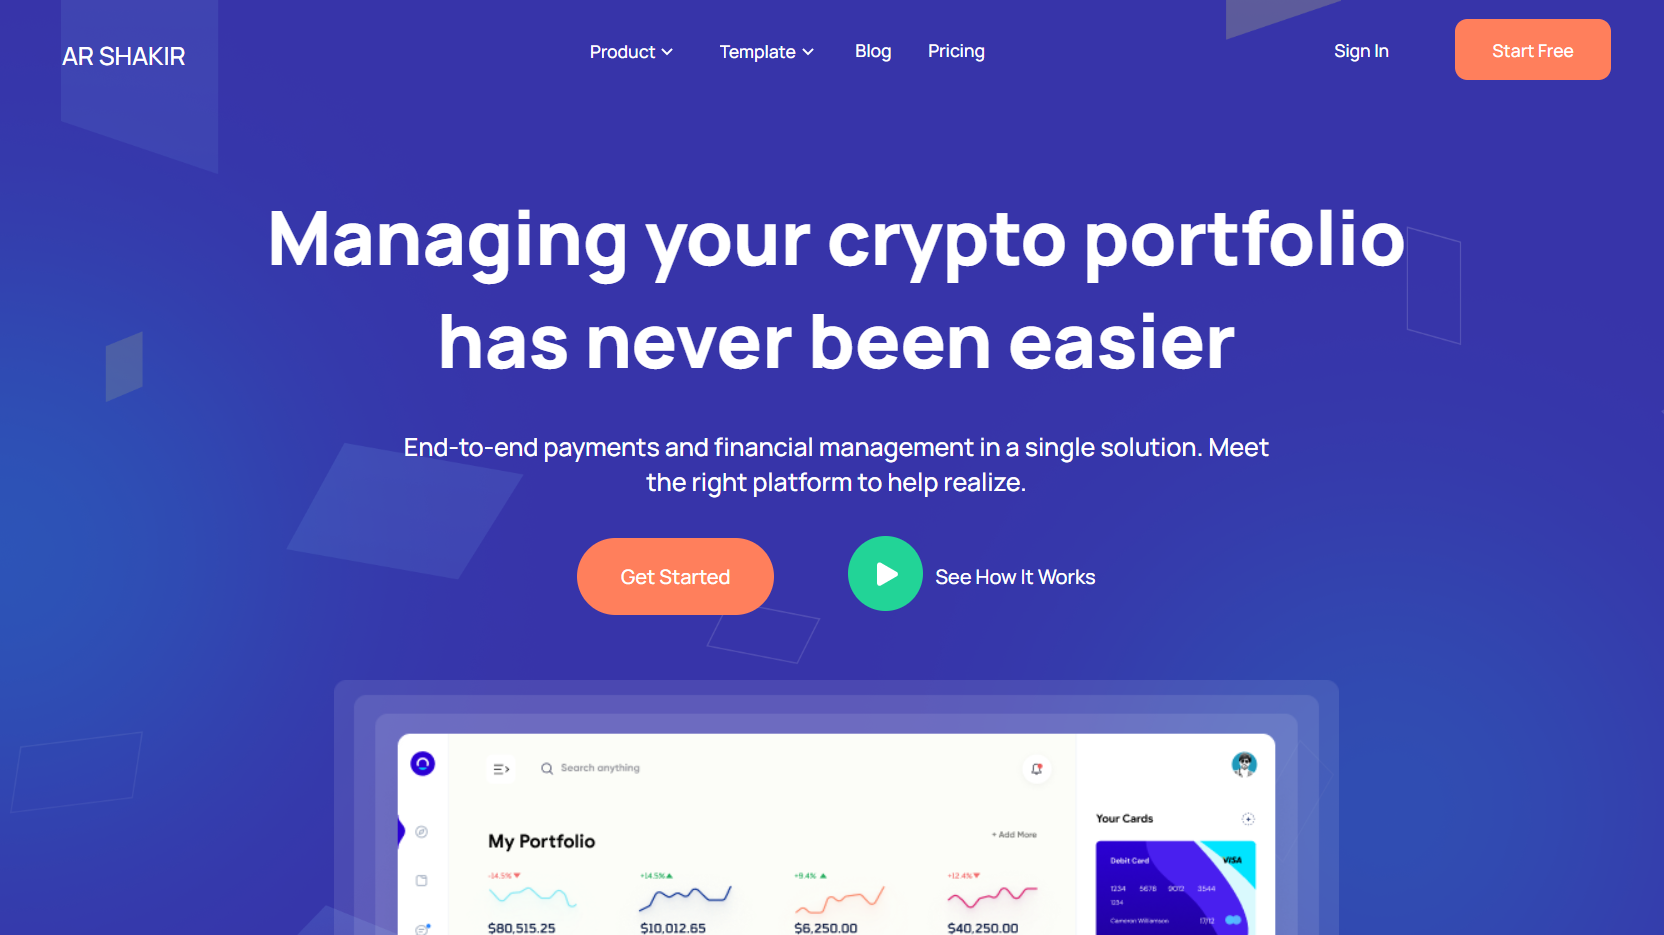 AR SHAKIR
Product
Template
Blog
Pricing
Sign In
Start Free
Managing your crypto portfolio
has never been easier
End-to-end payments and financial management in a single solution. Meet
the right platform to help realize.
Get Started
See How It Works
Search anything
My Portfolio
+ Add More
-14.5%
+14.5%
+9.4%
+12.4%
$80,515.25
$10,012.65
$6,250.00
$40,250.00
Your Cards
Debit Card
VISA
1234 5678 9012 3544
1234
Cameron Williamson
17/12